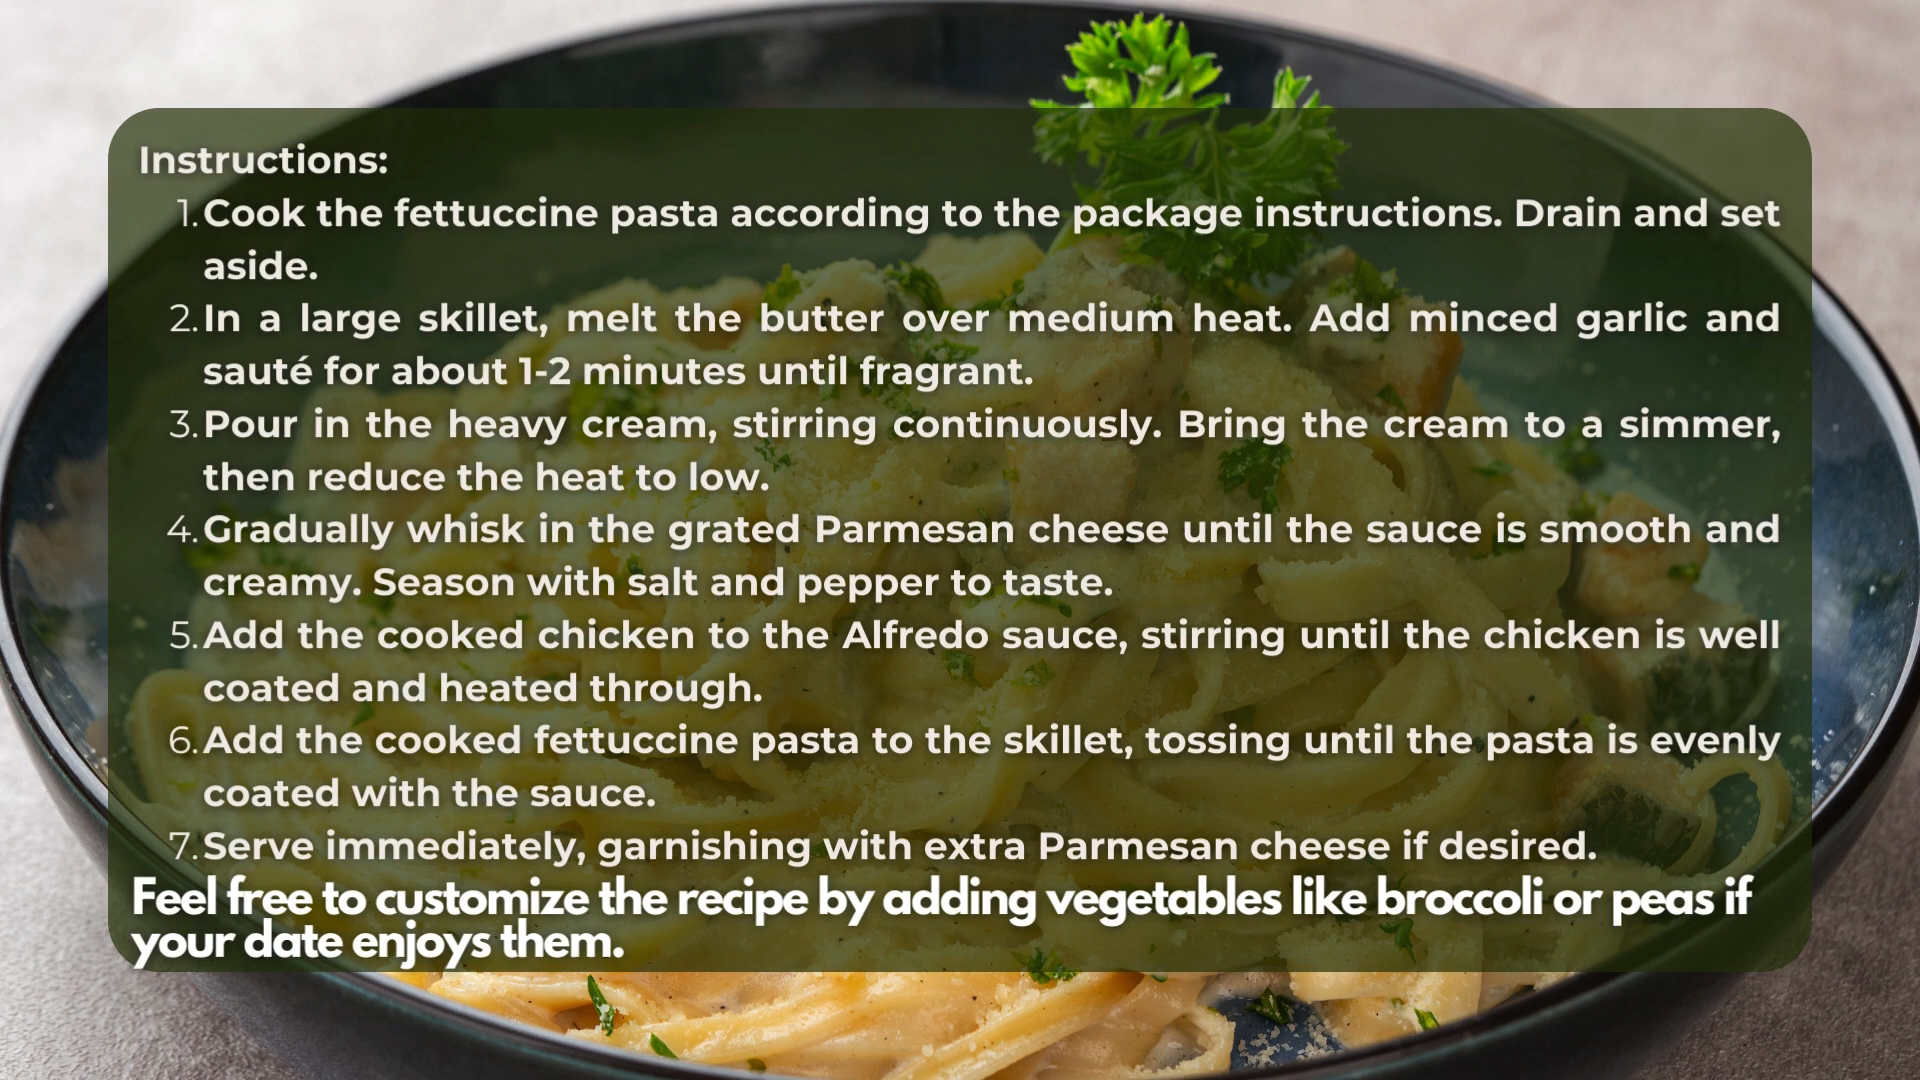 Instructions:
1. Cook the fettuccine pasta according to the package instructions. Drain and set
aside.
2. In a large skillet, melt the butter over medium heat. Add minced garlic and
sauté for about 1-2 minutes until fragrant.
3. Pour in the heavy cream, stirring continuously. Bring the cream to a simmer,
then reduce the heat to low.
4. Gradually whisk in the grated Parmesan cheese until the sauce is smooth and
creamy. Season with salt and pepper to taste.
5. Add the cooked chicken to the Alfredo sauce, stirring until the chicken is well
coated and heated through.
6. Add the cooked fettuccine pasta to the skillet, tossing until the pasta is evenly
coated with the sauce.
7. Serve immediately, garnishing with extra Parmesan cheese if desired.
Feel free to customize the recipe by adding vegetables like broccoli or peas if
your date enjoys them.